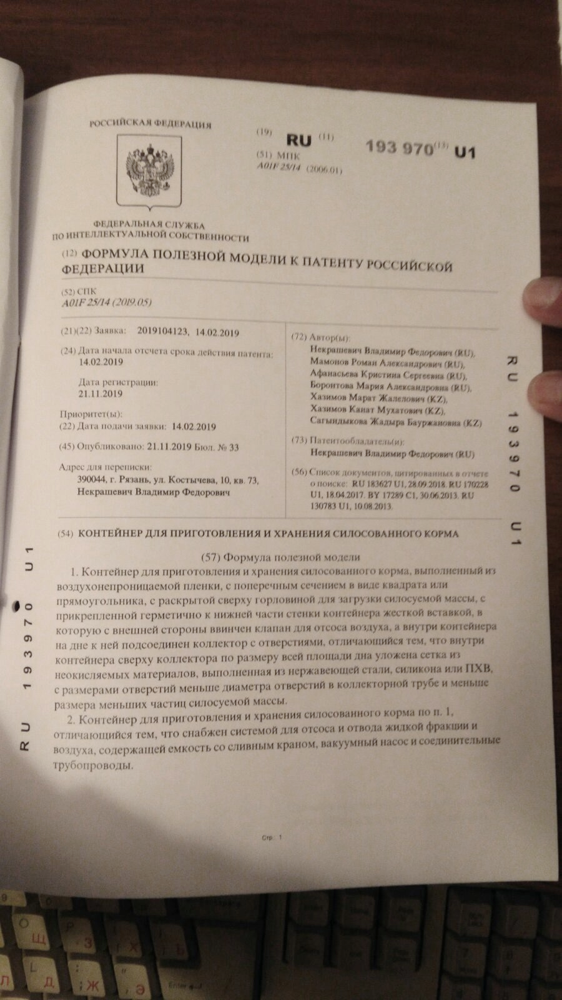 РОССИЙСКАЯ ФЕДЕРАЦИЯ
(19) RU (11) 193 970 (13) U1
(51) МПК
A01F 25/14 (2006.01)
ФЕДЕРАЛЬНАЯ СЛУЖБА
ПО ИНТЕЛЛЕКТУАЛЬНОЙ СОБСТВЕННОСТИ
(12) ФОРМУЛА ПОЛЕЗНОЙ МОДЕЛИ К ПАТЕНТУ РОССИЙСКОЙ
ФЕДЕРАЦИИ
(52) СПК
A01F 25/14 (2019.05)
(21)(22) Заявка: 2019104123, 14.02.2019
(24) Дата начала отсчета срока действия патента:
14.02.2019
Дата регистрации:
21.11.2019
Приоритет(ы):
(22) Дата подачи заявки: 14.02.2019
(45) Опубликовано: 21.11.2019 Бюл. № 33
Адрес для переписки:
390044, г. Рязань, ул. Костычева, 10, кв. 73,
Некрашевич Владимир Федорович
(72) Автор(ы):
Некрашевич Владимир Федорович (RU),
Мамонов Роман Александрович (RU),
Афанасьева Кристина Сергеевна (RU),
Воронтова Мария Александровна (RU),
Хазимов Марат Жалелович (KZ),
Хазимов Канат Мухатович (KZ),
Сагындыкова Жадыра Бауржановна (KZ)
(73) Патентообладатель(и):
Некрашевич Владимир Федорович (RU)
(56) Список документов, цитированных в отчете
о поиске: RU 183627 U1, 28.09.2018. RU 170228
U1, 18.04.2017. BY 17289 C1, 30.06.2013. RU
130783 U1, 10.08.2013.
(54) КОНТЕЙНЕР ДЛЯ ПРИГОТОВЛЕНИЯ И ХРАНЕНИЯ СИЛОСОВАННОГО КОРМА
(57) Формула полезной модели
1. Контейнер для приготовления и хранения силосованного корма, выполненный из
воздухонепроницаемой пленки, с поперечным сечением в виде квадрата или
прямоугольника, с раскрытой сверху горловиной для загрузки силосуемой массы, с
прикрепленной герметично к нижней части стенки контейнера жесткой вставкой, в
которую с внешней стороны ввинчен клапан для отсоса воздуха, а внутри контейнера
на дне к ней подсоединен коллектор с отверстиями, отличающийся тем, что внутри
контейнера сверху коллектора по размеру всей площади дна уложена сетка из
неокисляемых материалов, выполненная из нержавеющей стали, силикона или ПХВ,
с размерами отверстий меньше диаметра отверстий в коллекторной трубе и меньше
размера меньших частиц силосуемой массы.
2. Контейнер для приготовления и хранения силосованного корма по п. 1,
отличающийся тем, что снабжен системой для отсоса и отвода жидкой фракции и
воздуха, содержащей емкость со сливным краном, вакуумный насос и соединительные
трубопроводы.
Стр. 1
RU 193970 U1
RU 193970 U1
О Щ
Р З
Х
Ъ
Л
L Д
: ; Ж
" , Э
Enter